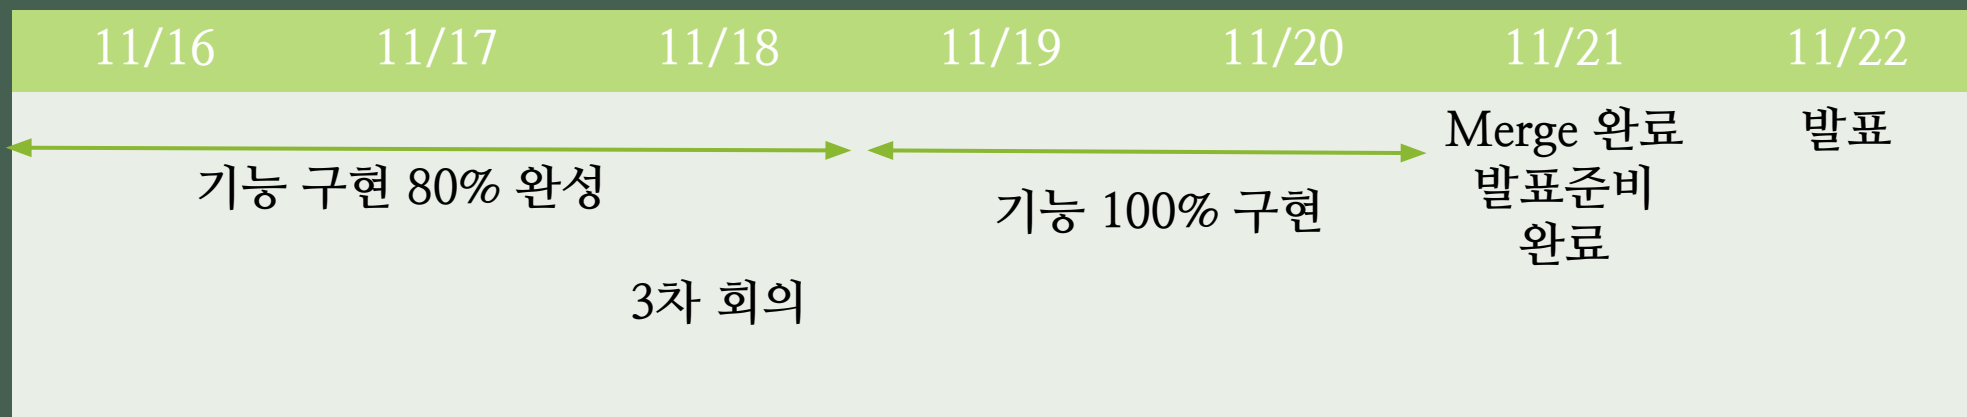 11/16 11/17 11/18 11/19 11/20 11/21 11/22
기능 구현 80% 완성
3차 회의
기능 100% 구현
Merge 완료
발표준비
완료
발표